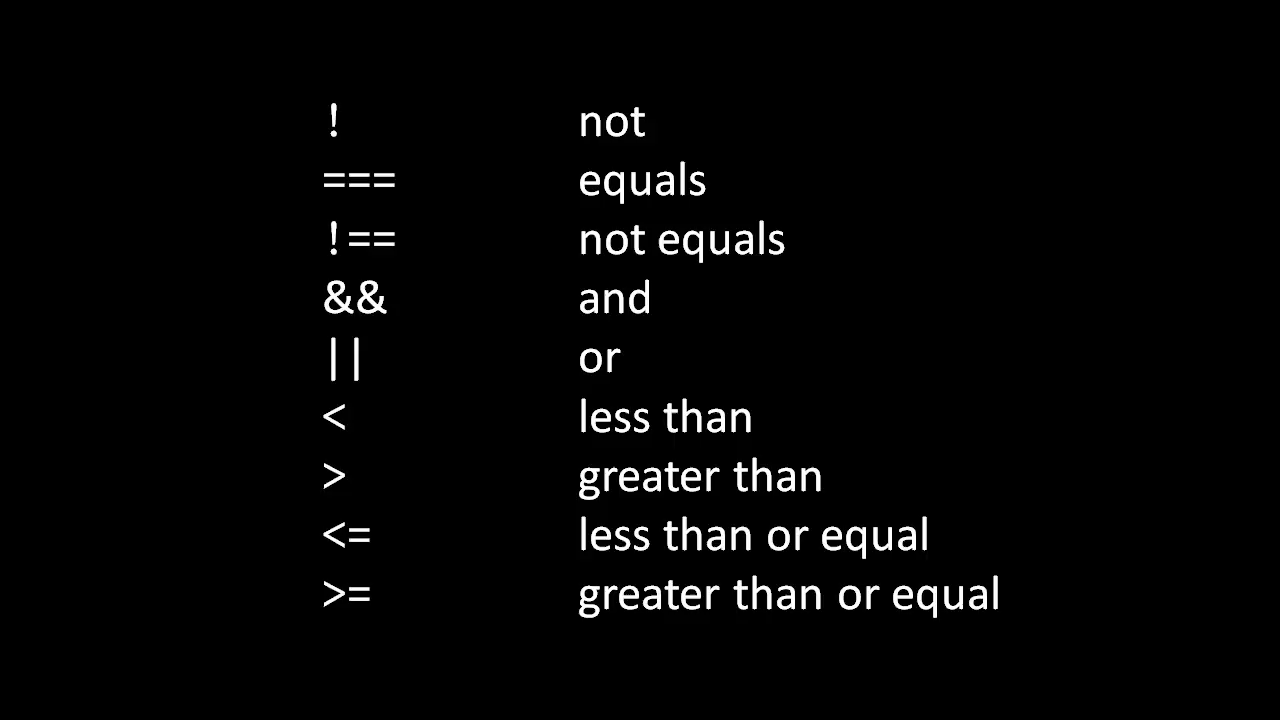 ! not
=== equals
!== not equals
&& and
|| or
< less than
> greater than
<= less than or equal
>= greater than or equal